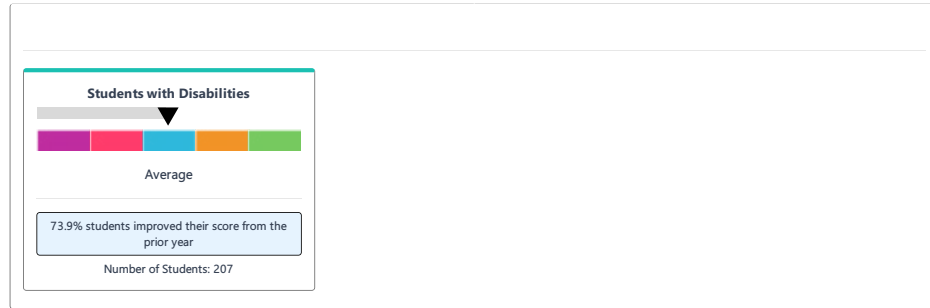 Students with Disabilities
Average
73.9% students improved their score from the
prior year
Number of Students: 207